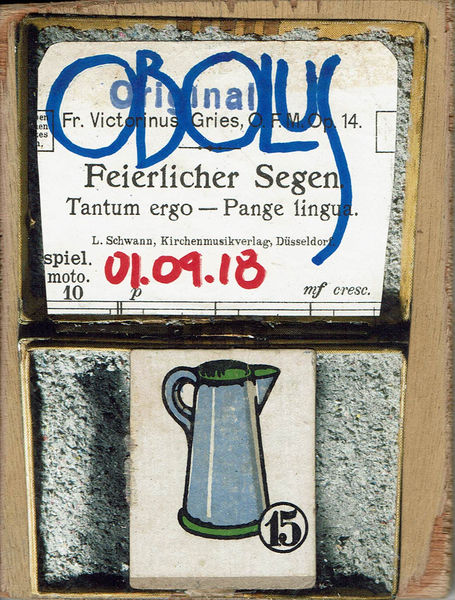 OBOLUS
Original
Fr. Victorinus Gries, O.F.M. Op. 14.
Feierlicher Segen.
Tantum ergo — Pange lingua.
L. Schwann, Kirchenmusikverlag, Düsseldorf
spiel.
moto.
01.09.18
10 p mf cresc.
15